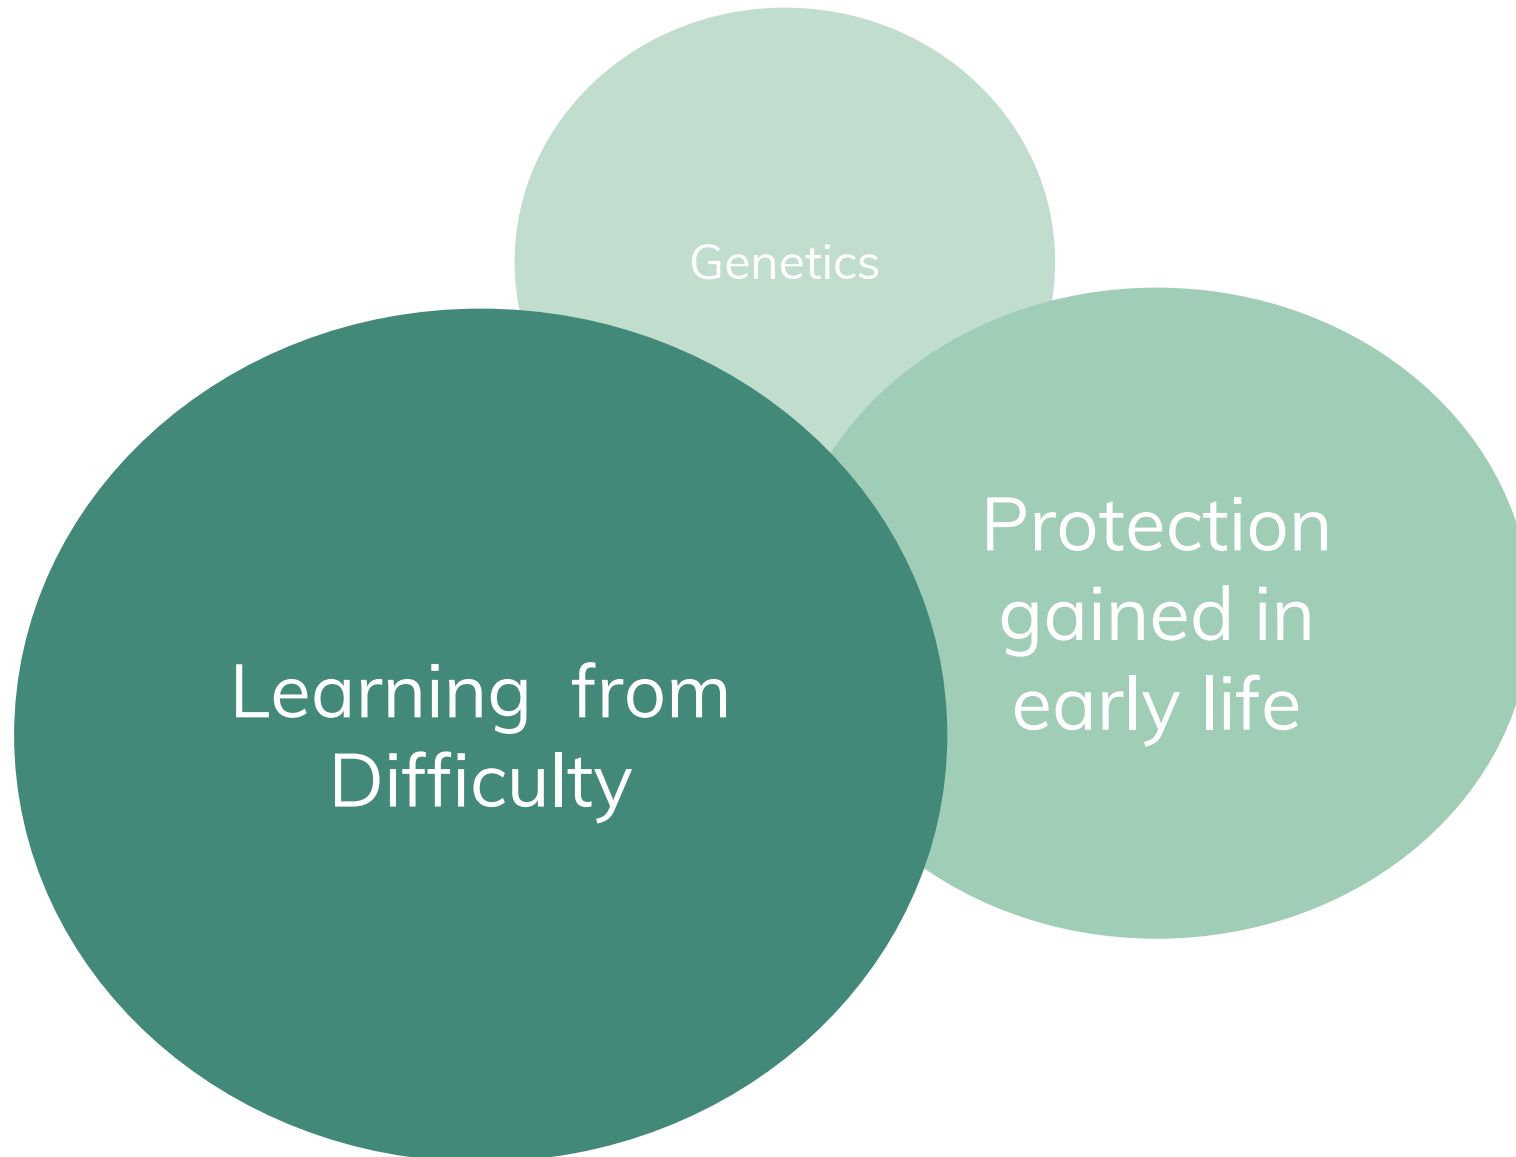 Genetics
Protection
gained in
early life
Learning  from
Difficulty